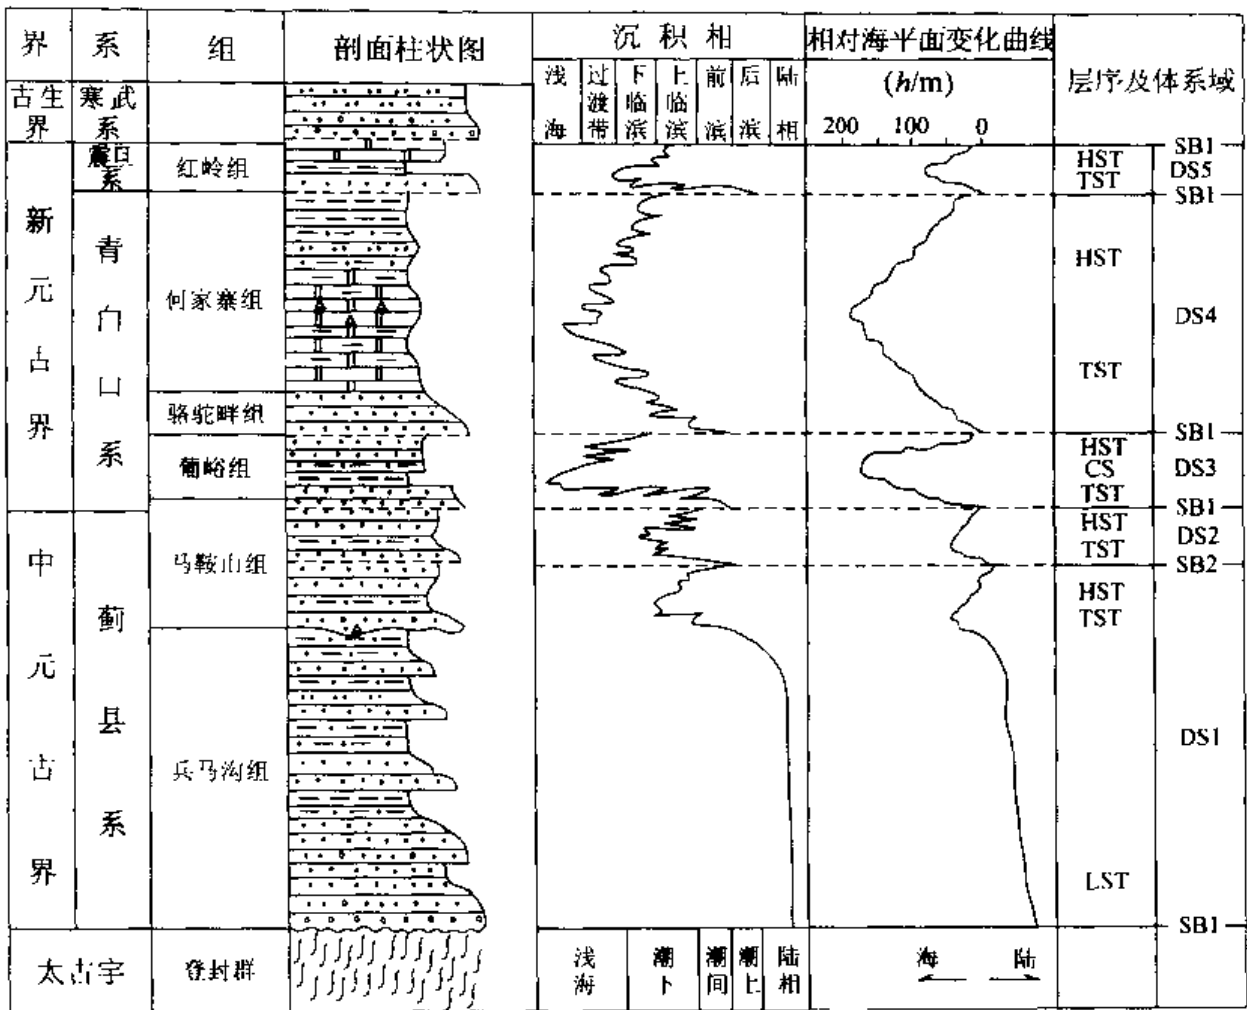 界 系 组 剖面柱状图 沉积相 相对海平面变化曲线 层序及体系域
浅海 过渡带 下临滨 上临滨 前滨 后滨 陆相 (h/m)
200 100 0
古生界 寒武系
SB1
震旦系 红岭组 HST DS5
TST
SB1
新元古界 青白口系 何家寨组 HST
DS4
TST
骆驼畔组
SB1
葡峪组 HST
CS DS3
TST
SB1
中元古界 蓟县系 马鞍山组 HST DS2
TST
SB2
HST
TST
兵马沟组 DS1
LST
SB1
太古宇 登封群 浅海 潮下 潮间 潮上 陆相 海 陆